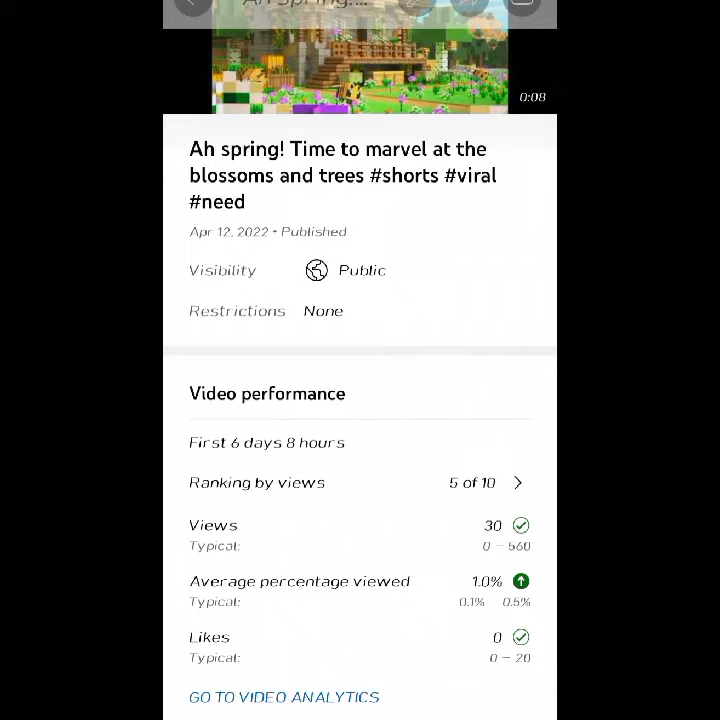 Ah spring!...
0:08
Ah spring! Time to marvel at the
blossoms and trees #shorts #viral
#need
Apr 12, 2022 • Published
Visibility Public
Restrictions None
Video performance
First 6 days 8 hours
Ranking by views 5 of 10
Views 30
Typical: 0 – 560
Average percentage viewed 1.0%
Typical: 0.1% 0.5%
Likes 0
Typical: 0 – 20
GO TO VIDEO ANALYTICS